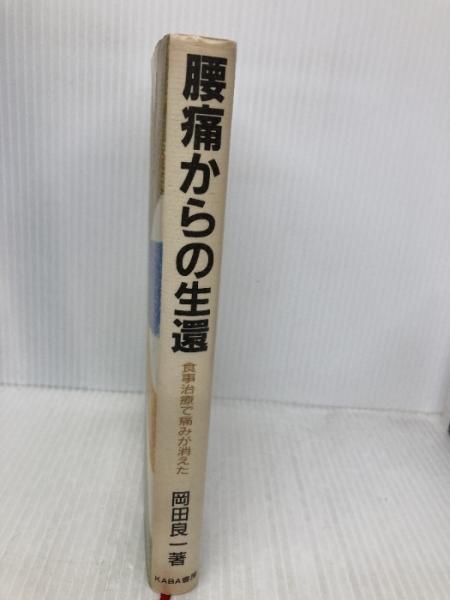 腰痛からの生還
食事治療で痛みが消えた
岡田良一著
KABA書房